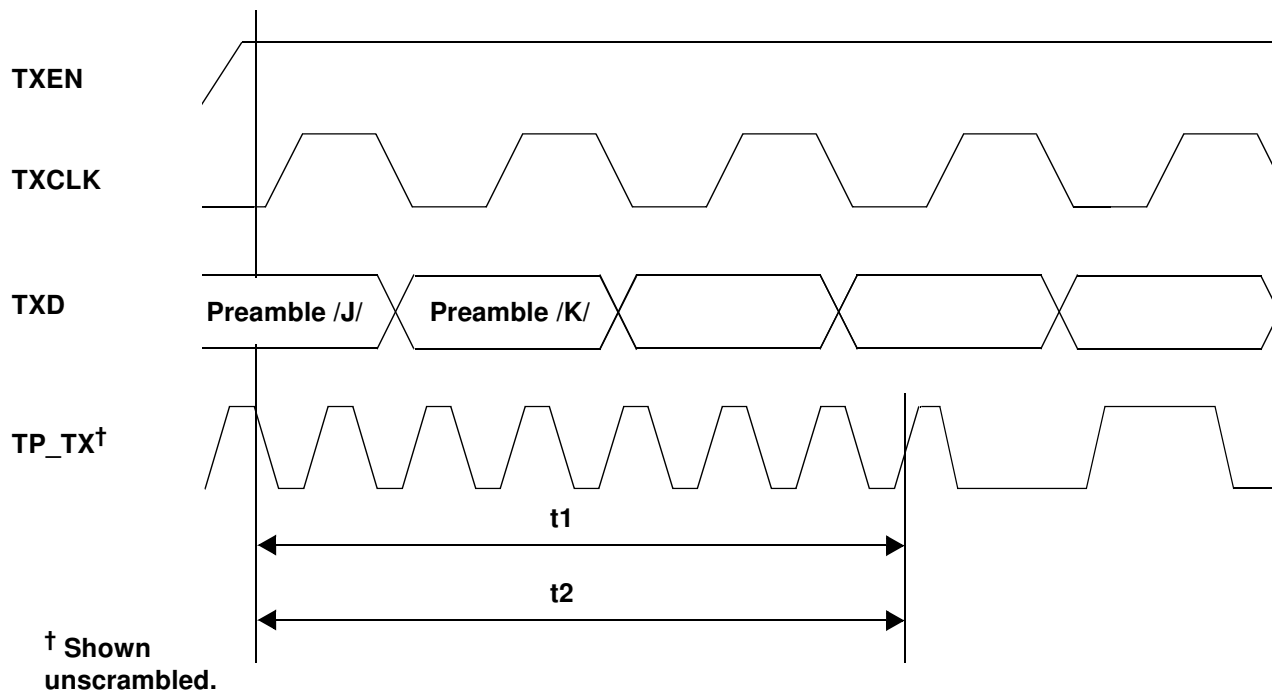 TXEN
TXCLK
TXD
Preamble /J/
Preamble /K/
TP_TX†
t1
t2
† Shown
unscrambled.